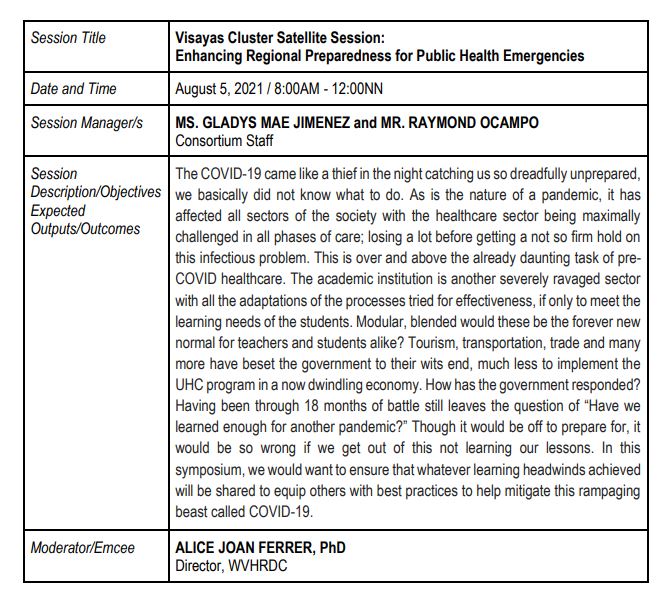 Session Title
Visayas Cluster Satellite Session:
Enhancing Regional Preparedness for Public Health Emergencies
Date and Time
August 5, 2021 / 8:00AM - 12:00NN
Session Manager/s
MS. GLADYS MAE JIMENEZ and MR. RAYMOND OCAMPO
Consortium Staff
Session
Description/Objectives
Expected
Outputs/Outcomes
The COVID-19 came like a thief in the night catching us so dreadfully unprepared,
we basically did not know what to do. As is the nature of a pandemic, it has
affected all sectors of the society with the healthcare sector being maximally
challenged in all phases of care; losing a lot before getting a not so firm hold on
this infectious problem. This is over and above the already daunting task of pre-
COVID healthcare. The academic institution is another severely ravaged sector
with all the adaptations of the processes tried for effectiveness, if only to meet the
learning needs of the students. Modular, blended would these be the forever new
normal for teachers and students alike? Tourism, transportation, trade and many
more have beset the government to their wits end, much less to implement the
UHC program in a now dwindling economy. How has the government responded?
Having been through 18 months of battle still leaves the question of “Have we
learned enough for another pandemic?” Though it would be off to prepare for, it
would be so wrong if we get out of this not learning our lessons. In this
symposium, we would want to ensure that whatever learning headwinds achieved
will be shared to equip others with best practices to help mitigate this rampaging
beast called COVID-19.
Moderator/Emcee
ALICE JOAN FERRER, PhD
Director, WVHRDC